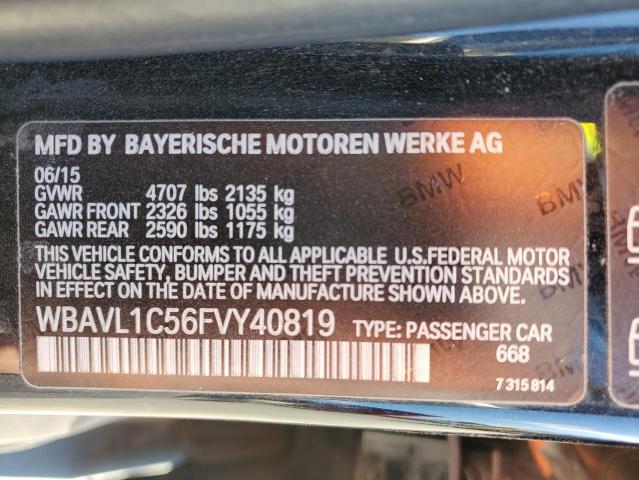 MFD BY BAYERISCHE MOTOREN WERKE AG
06/15
GVWR 4707 lbs 2135 kg
GAWR FRONT 2326 lbs 1055 kg
GAWR REAR 2590 lbs 1175 kg
THIS VEHICLE CONFORMS TO ALL APPLICABLE U.S.FEDERAL MOTOR
VEHICLE SAFETY, BUMPER AND THEFT PREVENTION STANDARDS
IN EFFECT ON THE DATE OF MANUFACTURE SHOWN ABOVE.
WBAVL1C56FVY40819 TYPE: PASSENGER CAR
668
7 315 814
BMW
BMW